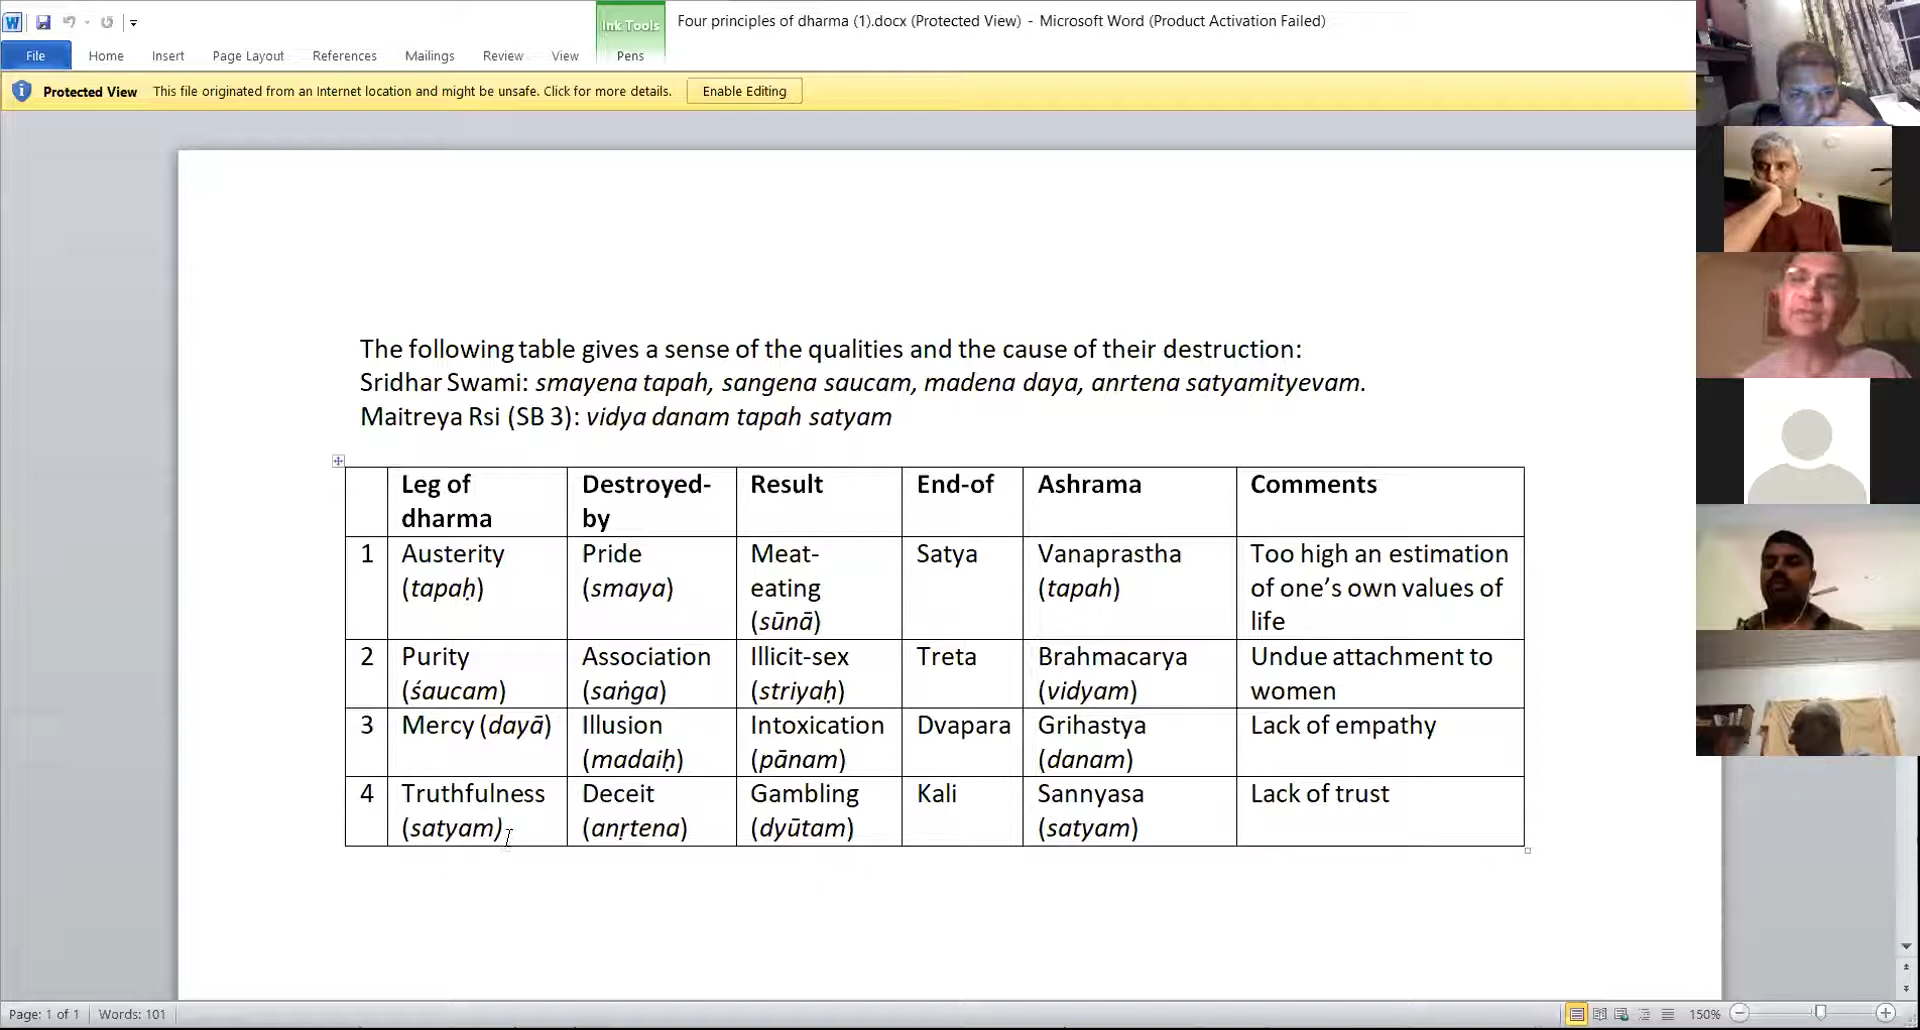 Four principles of dharma (1).docx (Protected View) - Microsoft Word (Product Activation Failed)
Ink Tools
File Home Insert Page Layout References Mailings Review View Pens
Protected View This file originated from an Internet location and might be unsafe. Click for more details. Enable Editing
The following table gives a sense of the qualities and the cause of their destruction:
Sridhar Swami: smayena tapah, sangena saucam, madena daya, anrtena satyamityevam.
Maitreya Rsi (SB 3): vidya danam tapah satyam
Leg of dharma Destroyed-by Result End-of Ashrama Comments
1 Austerity (tapaḥ) Pride (smaya) Meat-eating (sūnā) Satya Vanaprastha (tapah) Too high an estimation of one’s own values of life
2 Purity (śaucam) Association (saṅga) Illicit-sex (striyaḥ) Treta Brahmacarya (vidyam) Undue attachment to women
3 Mercy (dayā) Illusion (madaiḥ) Intoxication (pānam) Dvapara Grihastya (danam) Lack of empathy
4 Truthfulness (satyam) Deceit (anṛtena) Gambling (dyūtam) Kali Sannyasa (satyam) Lack of trust
Page: 1 of 1 Words: 101 150%